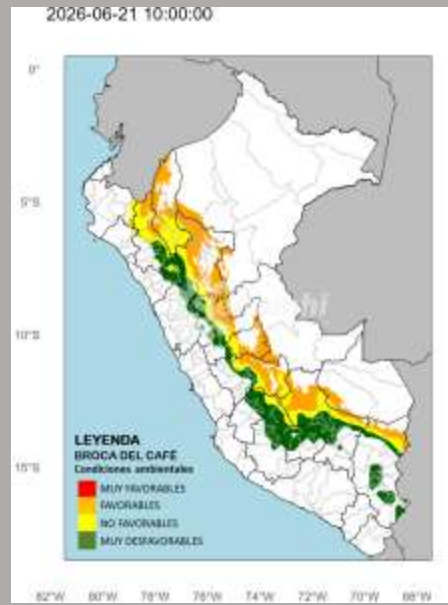 2026-06-21 10:00:00
0°
5°S
10°S
15°S
LEYENDA
BROCA DEL CAFÉ
Condiciones ambientales
MUY FAVORABLES
FAVORABLES
NO FAVORABLES
MUY DESFAVORABLES
82°W 80°W 78°W 76°W 74°W 72°W 70°W 68°W